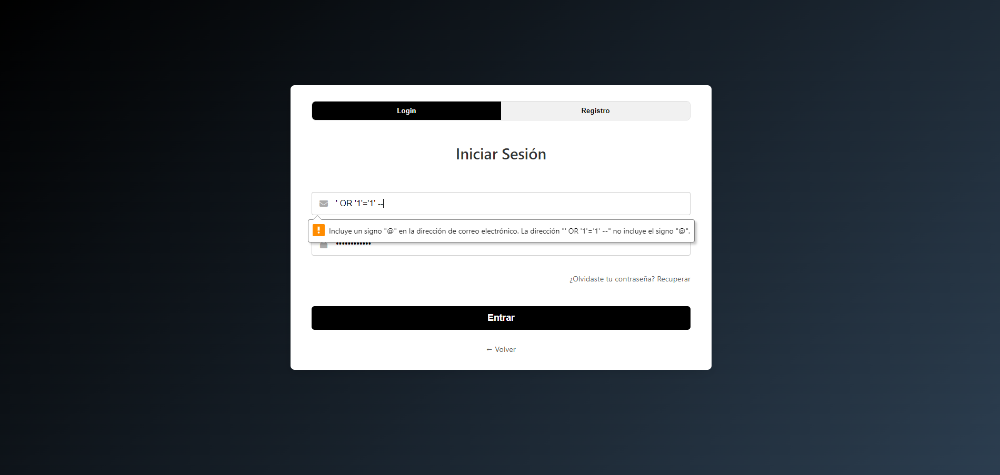 Login
Registro
Iniciar Sesión
' OR '1'='1' --
Incluye un signo "@" en la dirección de correo electrónico. La dirección "' OR '1'='1' --" no incluye el signo "@".
••••••••••••
¿Olvidaste tu contraseña? Recuperar
Entrar
← Volver